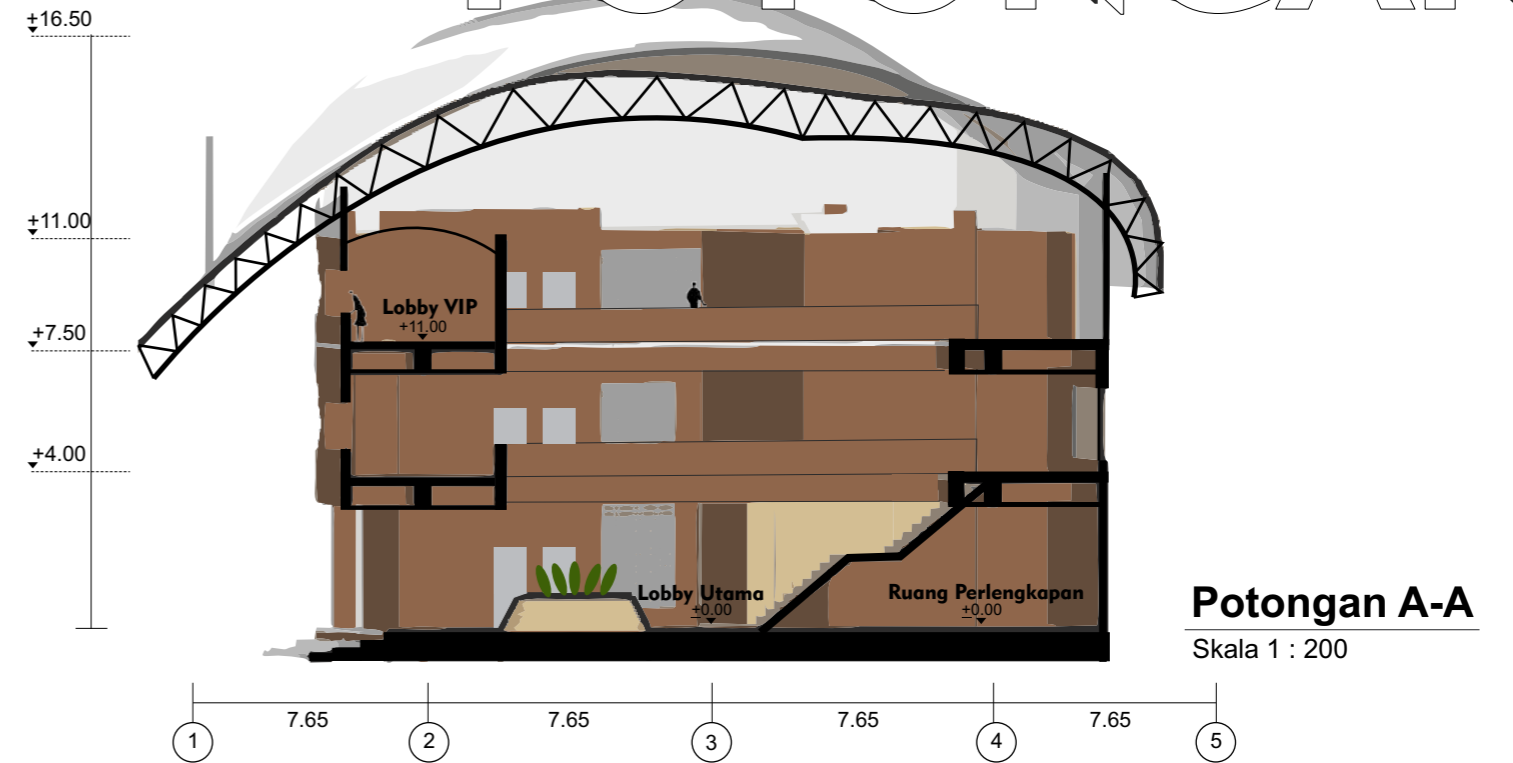 POTONGAN
+16.50
+11.00
+7.50
+4.00
Lobby VIP
+11.00
Lobby Utama
+0.00
Ruang Perlengkapan
+0.00
Potongan A-A
Skala 1 : 200
7.65 7.65 7.65 7.65
1 2 3 4 5